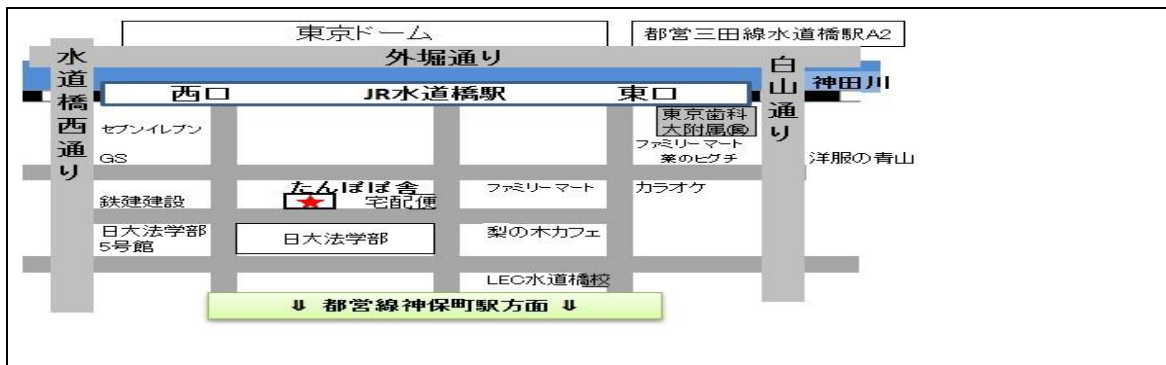 東京ドーム
都営三田線水道橋駅A2
外堀通り
水道橋西通り
白山通り
神田川
西口
JR水道橋駅
東口
東京歯科
大附属㊩
セブンイレブン
ファミリーマート
薬のヒグチ
GS
洋服の青山
たんぽぽ舎
ファミリーマート
カラオケ
鉄建建設
★
宅配便
日大法学部
5号館
日大法学部
梨の木カフェ
LEC水道橋校
⇓ 都営線神保町駅方面 ⇓